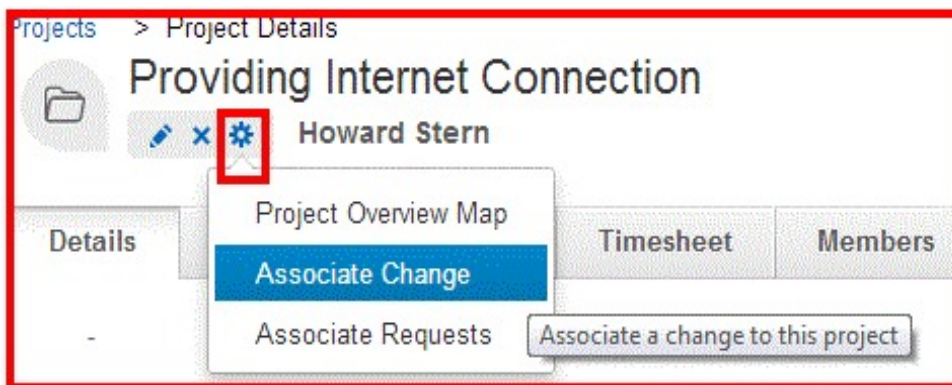 Projects > Project Details
Providing Internet Connection
Howard Stern
Project Overview Map
Details Timesheet Members
Associate Change
- Associate Requests Associate a change to this project